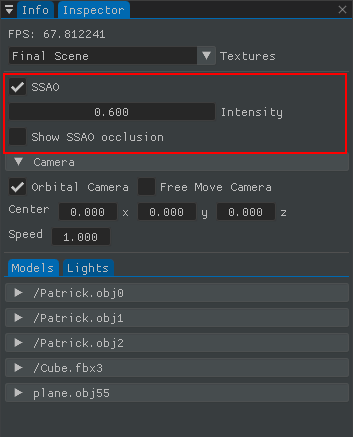 Info Inspector
FPS: 67.812241
Final Scene Textures
SSAO
0.600 Intensity
Show SSAO occlusion
Camera
Orbital Camera Free Move Camera
Center 0.000 x 0.000 y 0.000 z
Speed 1.000
Models Lights
/Patrick.obj0
/Patrick.obj1
/Patrick.obj2
/Cube.fbx3
plane.obj55